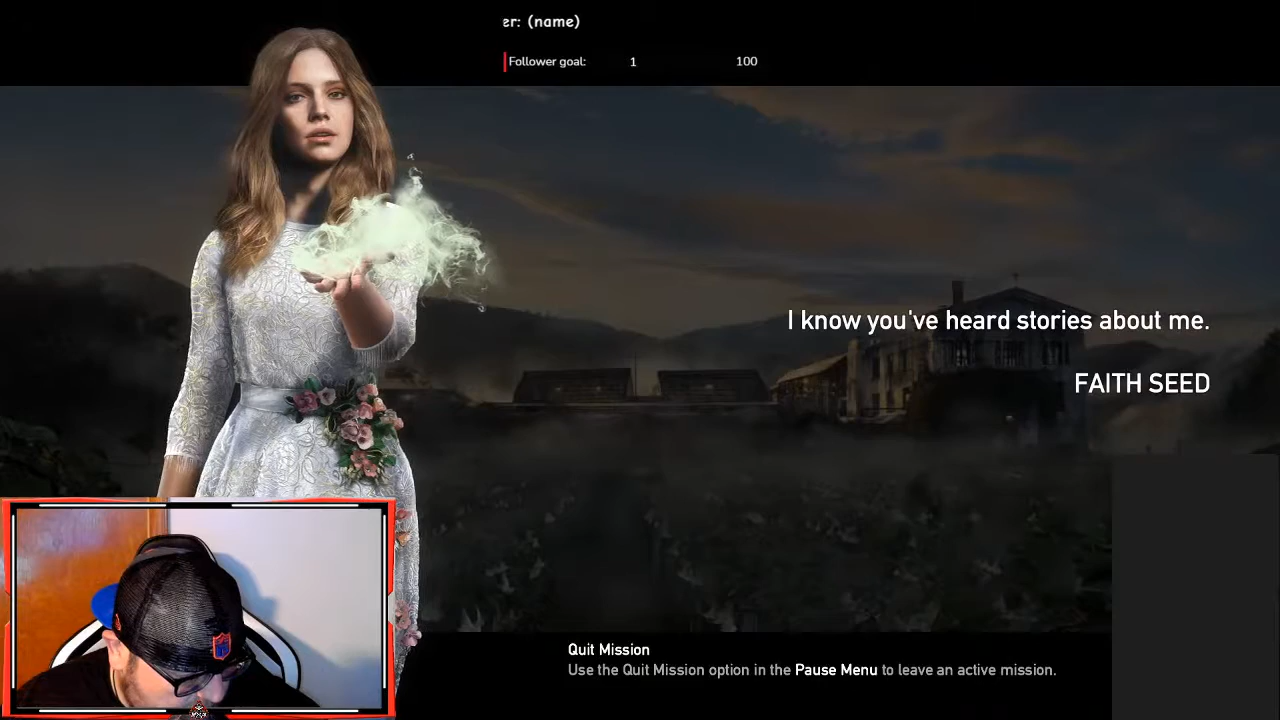 er: (name)
Follower goal: 1 100
I know you've heard stories about me.
FAITH SEED
Quit Mission
Use the Quit Mission option in the Pause Menu to leave an active mission.